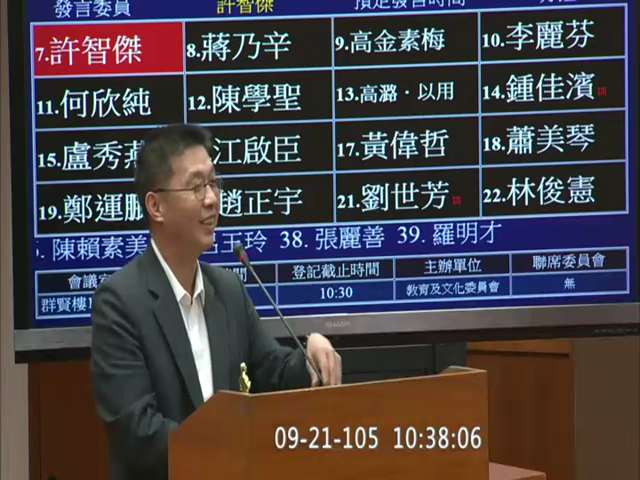 發言委員 許智傑 預定發言時間
7.許智傑 8.蔣乃辛 9.高金素梅 10.李麗芬
11.何欣純 12.陳學聖 13.高潞．以用 14.鍾佳濱
15.盧秀燕 江啟臣 17.黃偉哲 18.蕭美琴
19.鄭運鵬 趙正宇 21.劉世芳 22.林俊憲
陳賴素美 呂玉玲 38. 張麗善 39. 羅明才
會議室 登記截止時間 主辦單位 聯席委員會
群賢樓 10:30 教育及文化委員會 無
SHARP
09-21-105 10:38:06